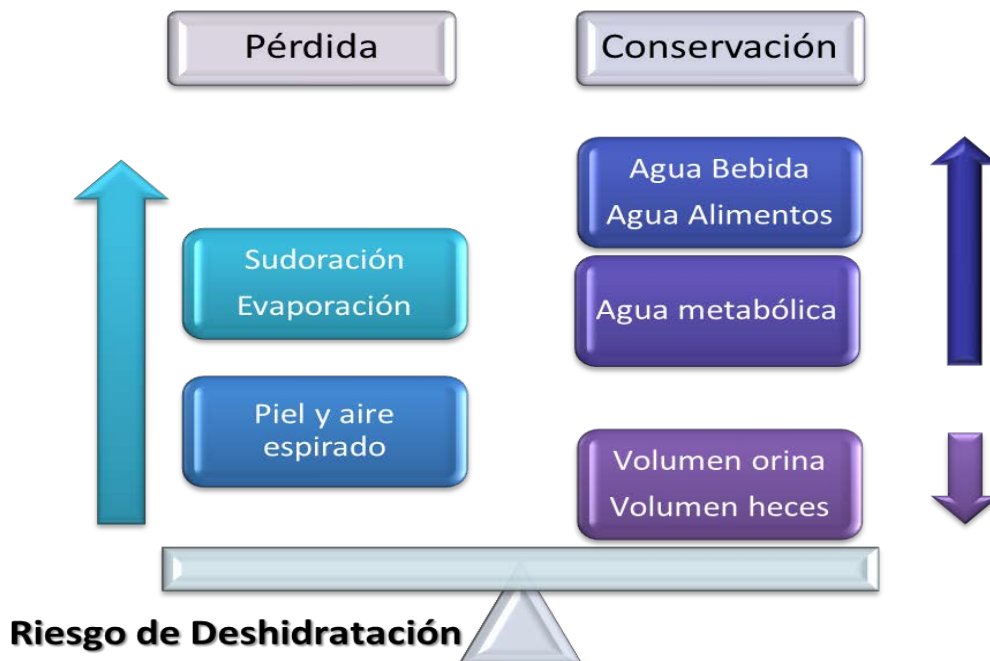 Pérdida
Conservación
Sudoración
Evaporación
Piel y aire
espirado
Agua Bebida
Agua Alimentos
Agua metabólica
Volumen orina
Volumen heces
Riesgo de Deshidratación